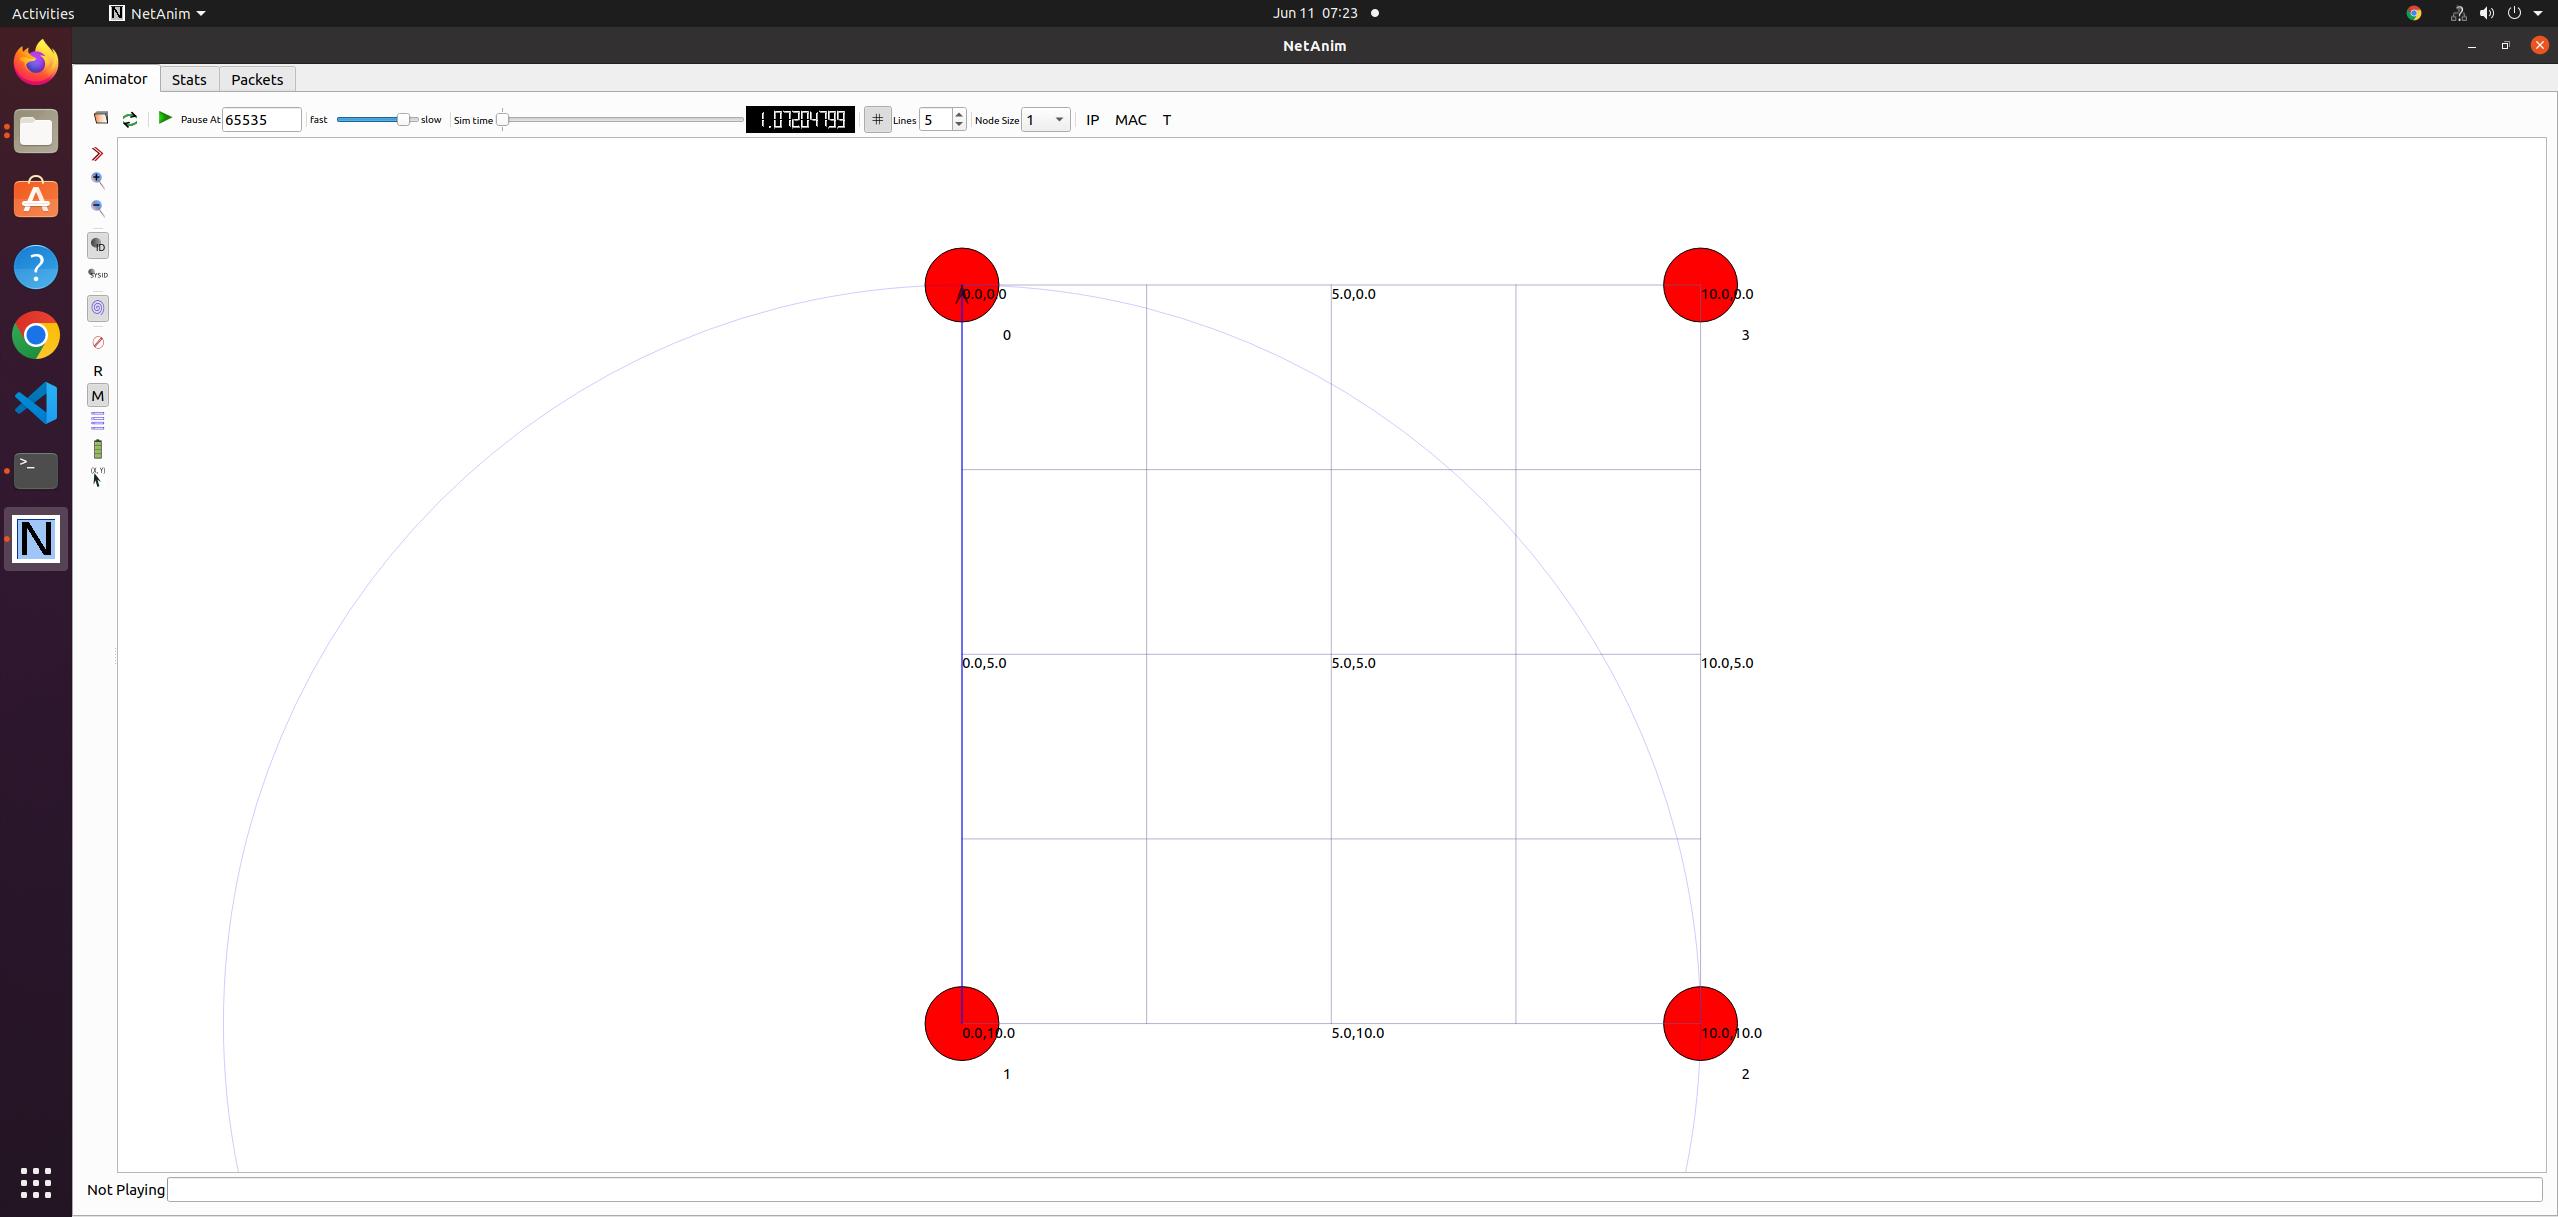 Activities NetAnim Jun 11 07:23
NetAnim
Animator Stats Packets
Pause At 65535 fast slow Sim time 1.07204799 # Lines 5 Node Size 1 IP MAC T
ID
SYSID
R
M
(X, Y)
0.0,0.0 5.0,0.0 10.0,0.0
0 3
0.0,5.0 5.0,5.0 10.0,5.0
0.0,10.0 5.0,10.0 10.0,10.0
1 2
Not Playing